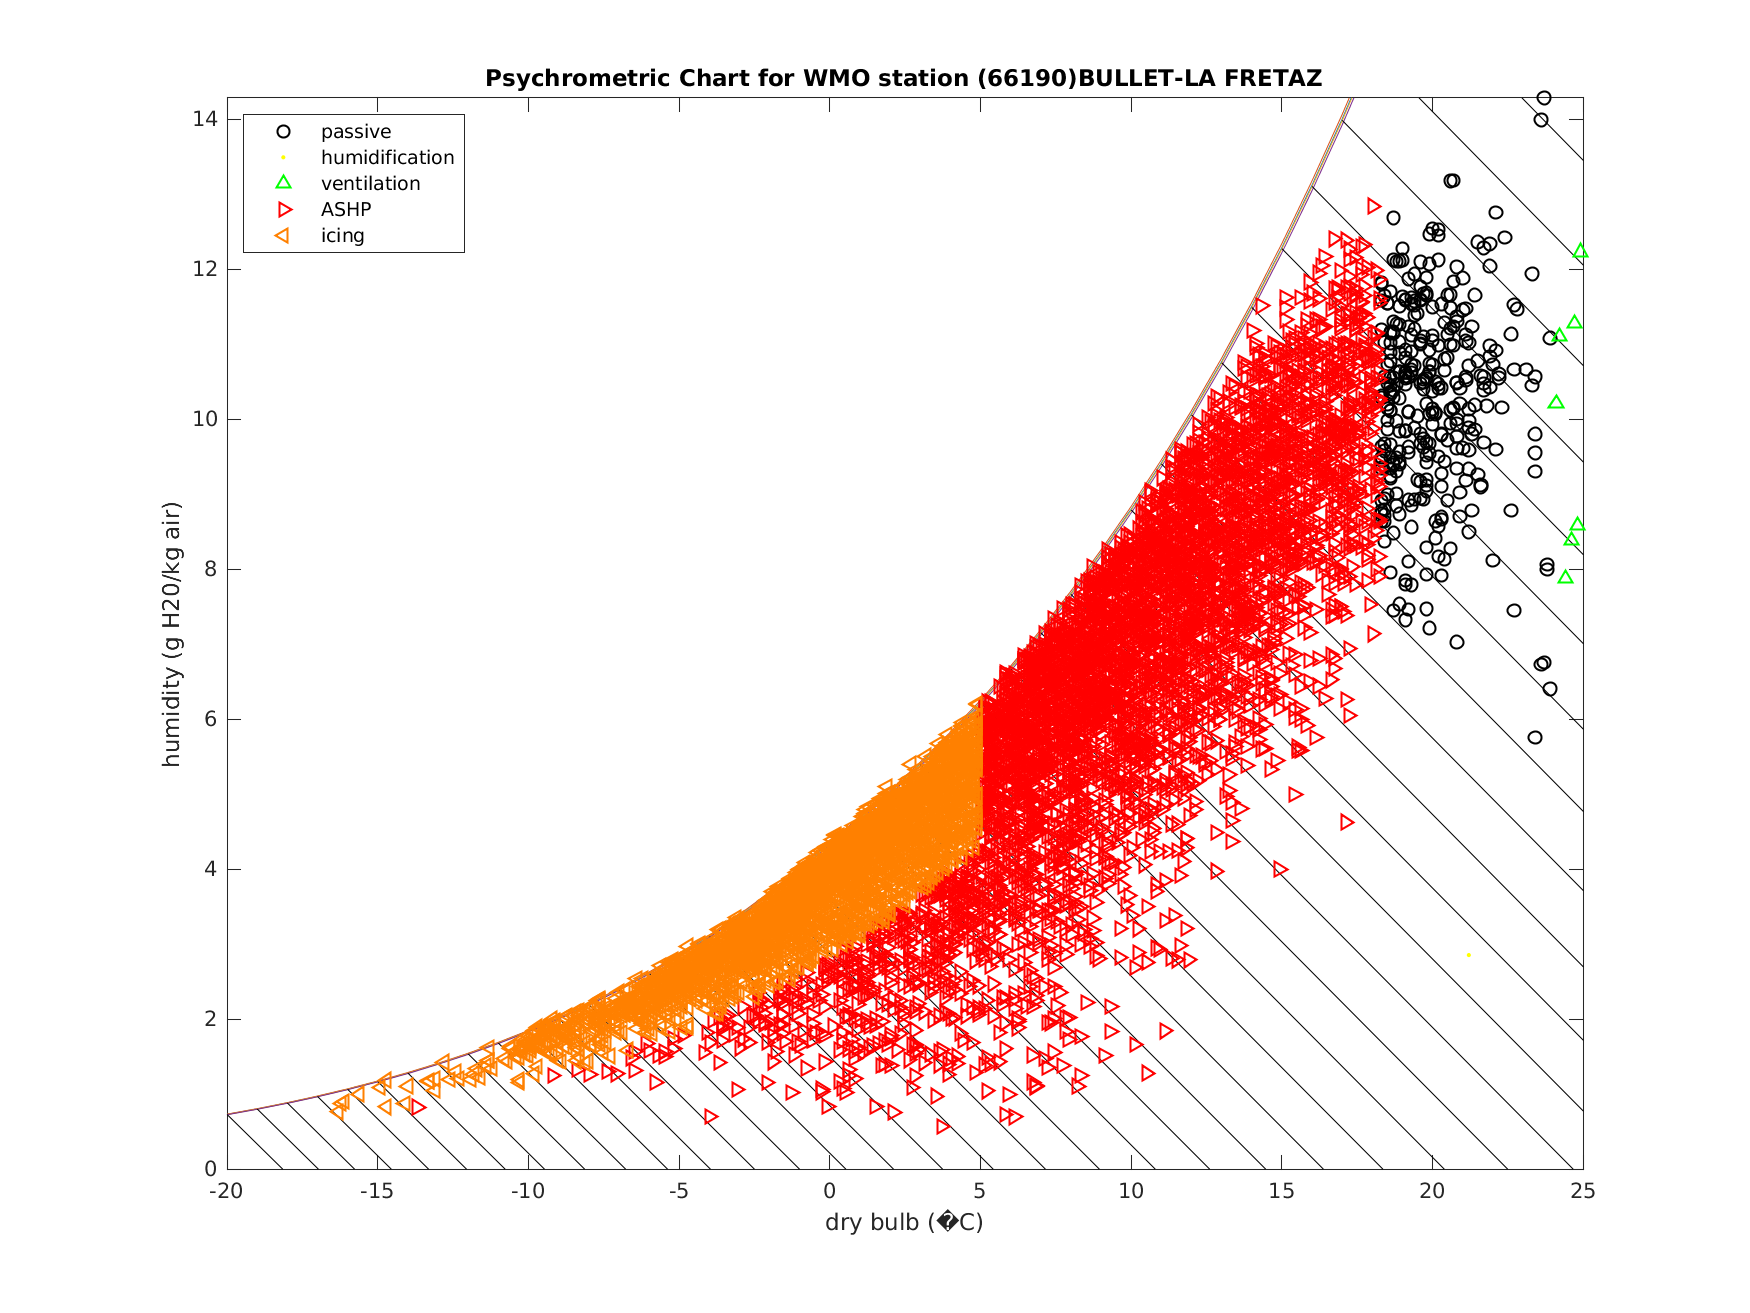 Psychrometric Chart for WMO station (66190)BULLET-LA FRETAZ
passive
humidification
ventilation
ASHP
icing
14
12
10
8
6
4
2
0
humidity (g H20/kg air)
-20 -15 -10 -5 0 5 10 15 20 25
dry bulb (�C)